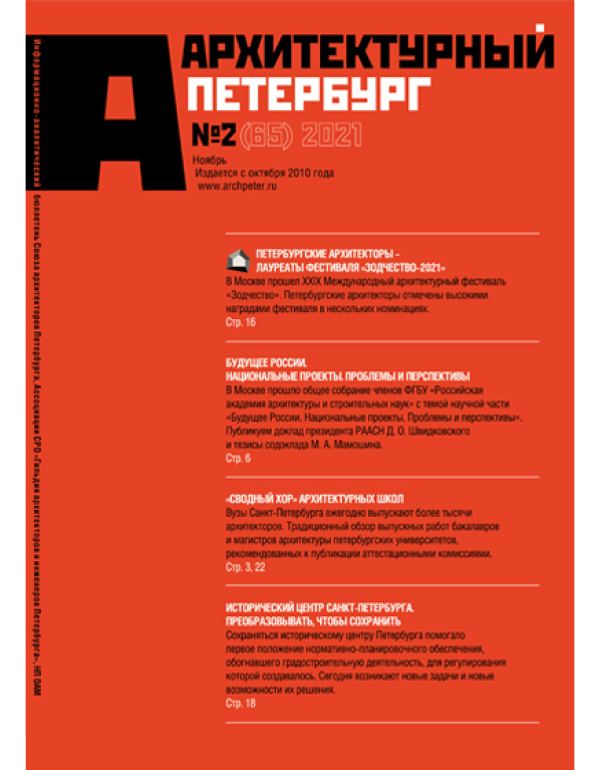 А
АРХИТЕКТУРНЫЙ
ПЕТЕРБУРГ
№2 (65) 2021
Ноябрь
Издается с октября 2010 года
www.archpeter.ru
ПЕТЕРБУРГСКИЕ АРХИТЕКТОРЫ –
ЛАУРЕАТЫ ФЕСТИВАЛЯ «ЗОДЧЕСТВО-2021»
В Москве прошел XXIX Международный архитектурный фестиваль
«Зодчество». Петербургские архитекторы отмечены высокими
наградами фестиваля в нескольких номинациях.
Стр. 16
БУДУЩЕЕ РОССИИ.
НАЦИОНАЛЬНЫЕ ПРОЕКТЫ. ПРОБЛЕМЫ И ПЕРСПЕКТИВЫ
В Москве прошло общее собрание членов ФГБУ «Российская
академия архитектуры и строительных наук» с темой научной части
«Будущее России. Национальные проекты. Проблемы и перспективы».
Публикуем доклад президента РААСН Д. О. Швидковского
и тезисы содоклада М. А. Мамошина.
Стр. 6
«СВОДНЫЙ ХОР» АРХИТЕКТУРНЫХ ШКОЛ
Вузы Санкт-Петербурга ежегодно выпускают более тысячи
архитекторов. Традиционный обзор выпускных работ бакалавров
и магистров архитектуры петербургских университетов,
рекомендованных к публикации аттестационными комиссиями.
Стр. 3, 22
ИСТОРИЧЕСКИЙ ЦЕНТР САНКТ-ПЕТЕРБУРГА.
ПРЕОБРАЗОВЫВАТЬ, ЧТОБЫ СОХРАНИТЬ
Сохраняться историческому центру Петербурга помогало
первое положение нормативно-планировочного обеспечения,
обогнавшего градостроительную деятельность, для регулирования
которой создавалось. Сегодня возникают новые задачи и новые
возможности их решения.
Стр. 18
Информационно-аналитический бюллетень Союза архитекторов Петербурга, Ассоциации СРО «Гильдия архитекторов и инженеров Петербурга», НП ОАМ